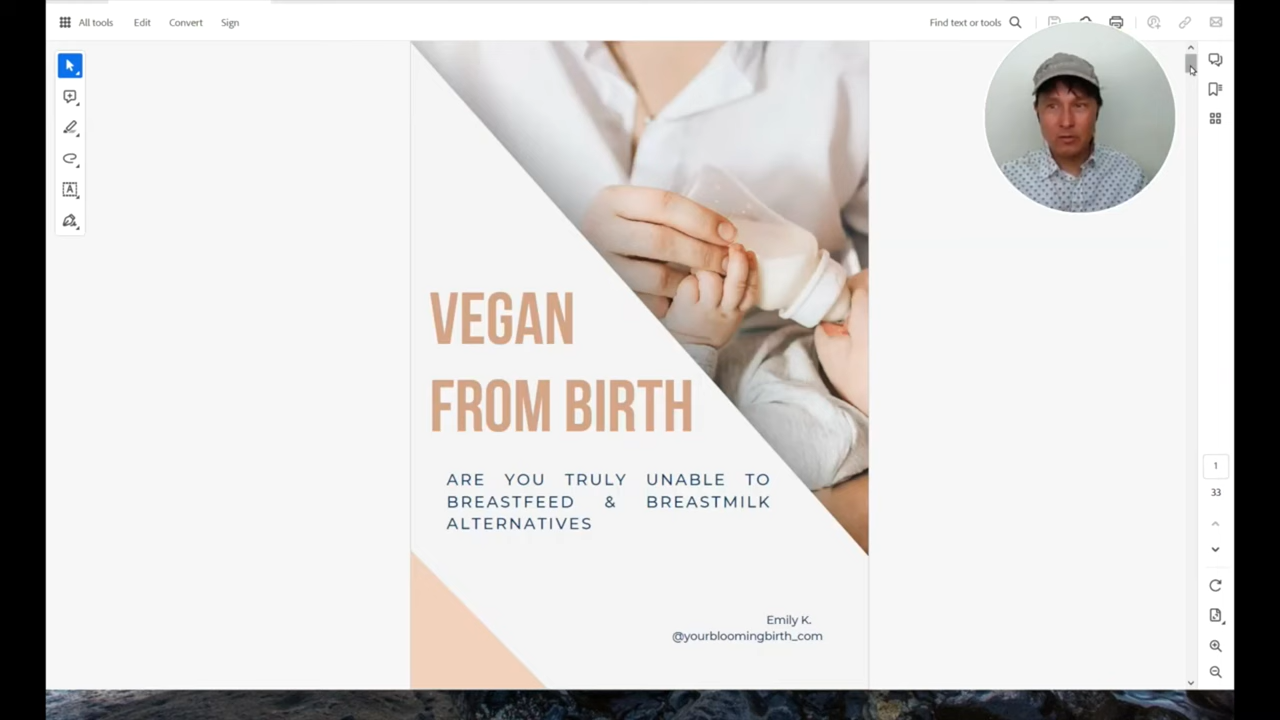 All tools Edit Convert Sign Find text or tools
VEGAN
FROM BIRTH
ARE YOU TRULY UNABLE TO
BREASTFEED & BREASTMILK
ALTERNATIVES
Emily K.
@yourbloomingbirth_com
1
33